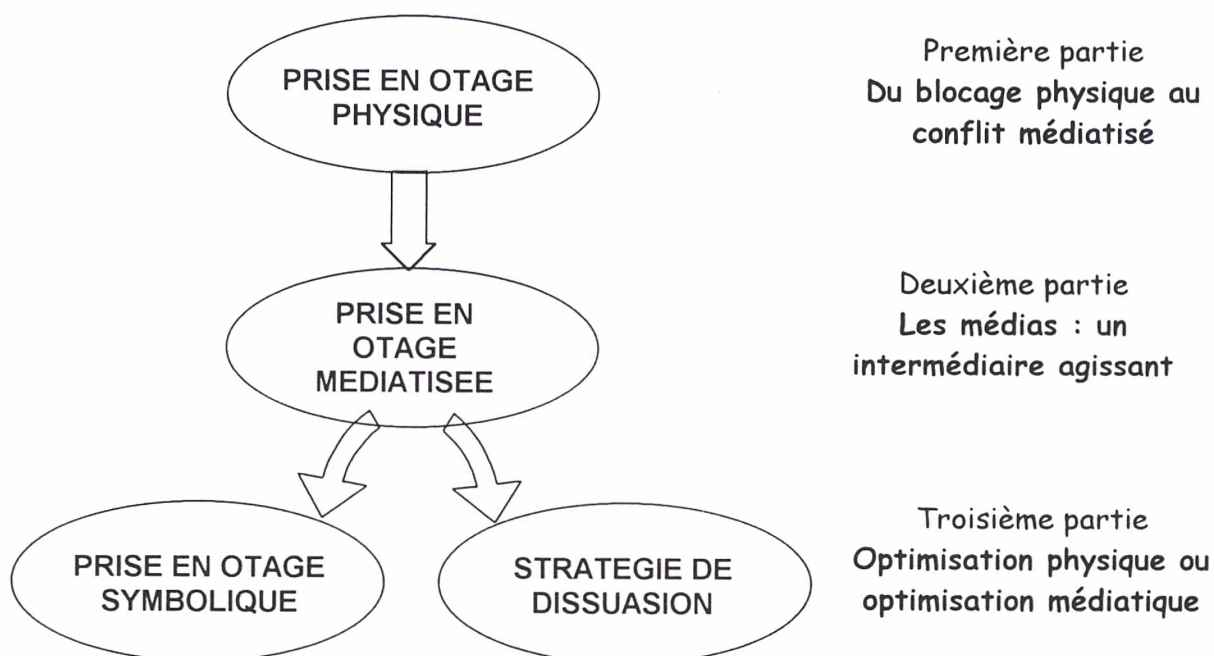 PRISE EN OTAGE
PHYSIQUE
Première partie
Du blocage physique au
conflit médiatisé
PRISE EN
OTAGE
MEDIATISEE
Deuxième partie
Les médias : un
intermédiaire agissant
PRISE EN OTAGE
SYMBOLIQUE
STRATEGIE DE
DISSUASION
Troisième partie
Optimisation physique ou
optimisation médiatique